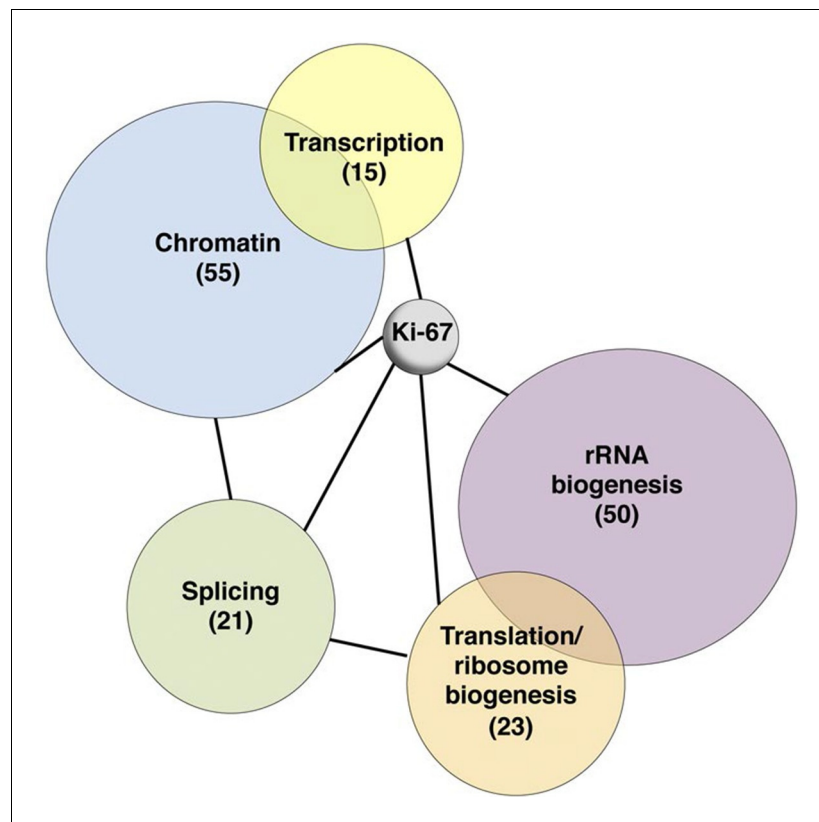 Transcription
(15)
Chromatin
(55)
Ki-67
rRNA
biogenesis
(50)
Splicing
(21)
Translation/
ribosome
biogenesis
(23)